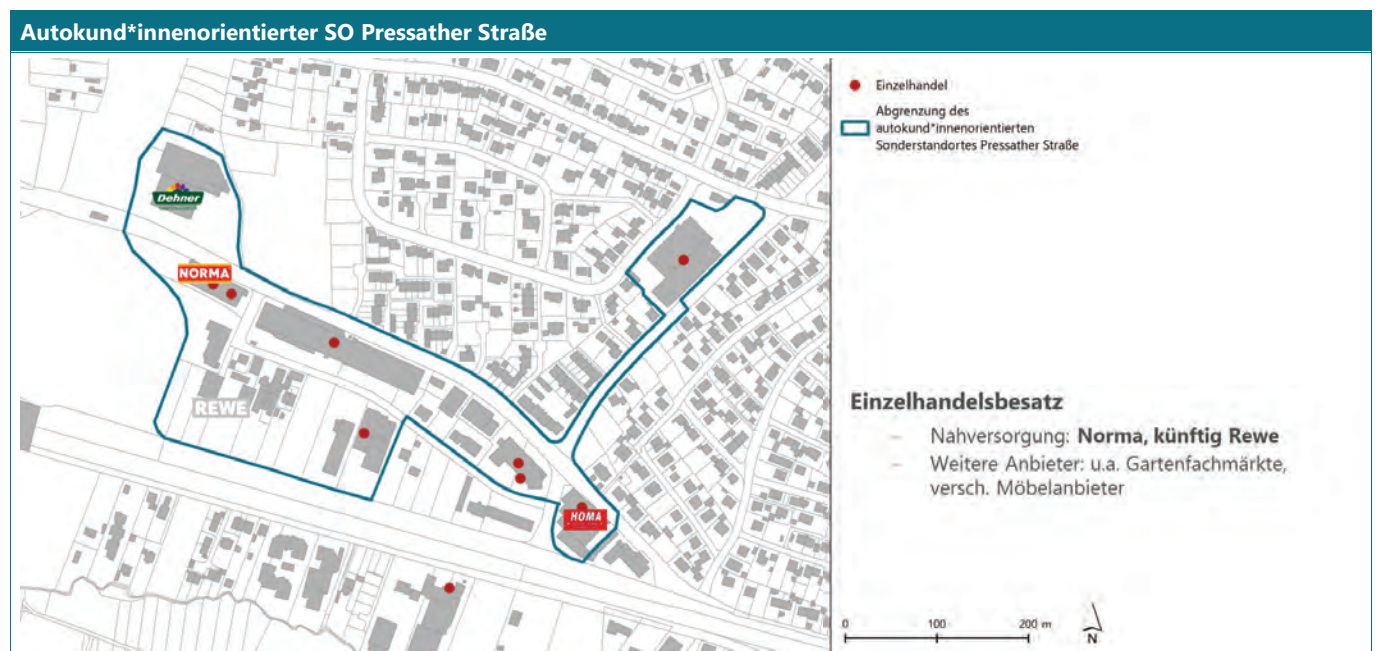 Autokund*innenorientierter SO Pressather Straße
Einzelhandel
Abgrenzung des
autokund*innenorientierten
Sonderstandortes Pressather Straße
Dehner
NORMA
REWE
HOMA
Einzelhandelsbesatz
– Nahversorgung: Norma, künftig Rewe
– Weitere Anbieter: u.a. Gartenfachmärkte,
versch. Möbelanbieter
0 100 200 m
N